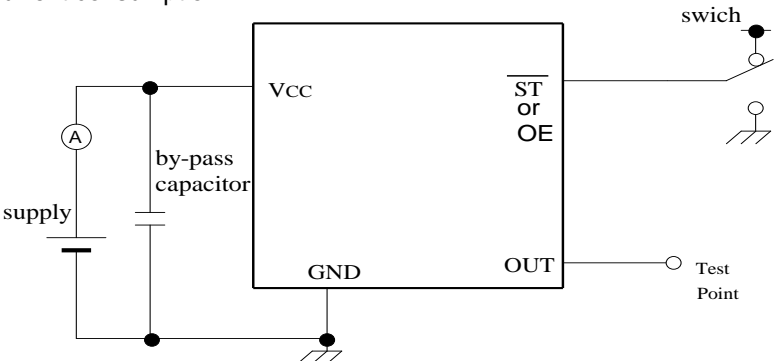 swich
VCC
ST
or
OE
A
by-pass
capacitor
supply
GND
OUT
Test
Point